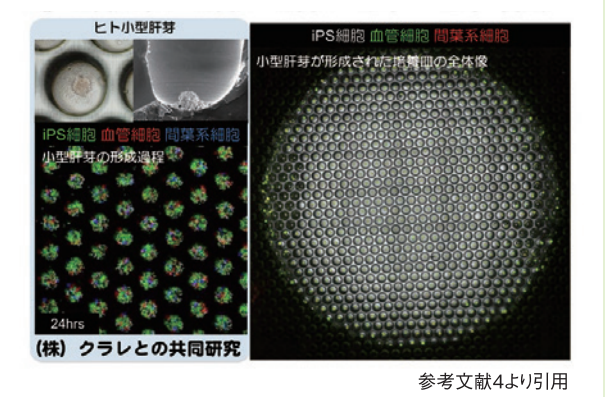 ヒト小型肝芽
iPS細胞 血管細胞 間葉系細胞
小型肝芽の形成過程
24hrs
(株) クラレとの共同研究
iPS細胞 血管細胞 間葉系細胞
小型肝芽が形成された培養皿の全体像
参考文献4より引用